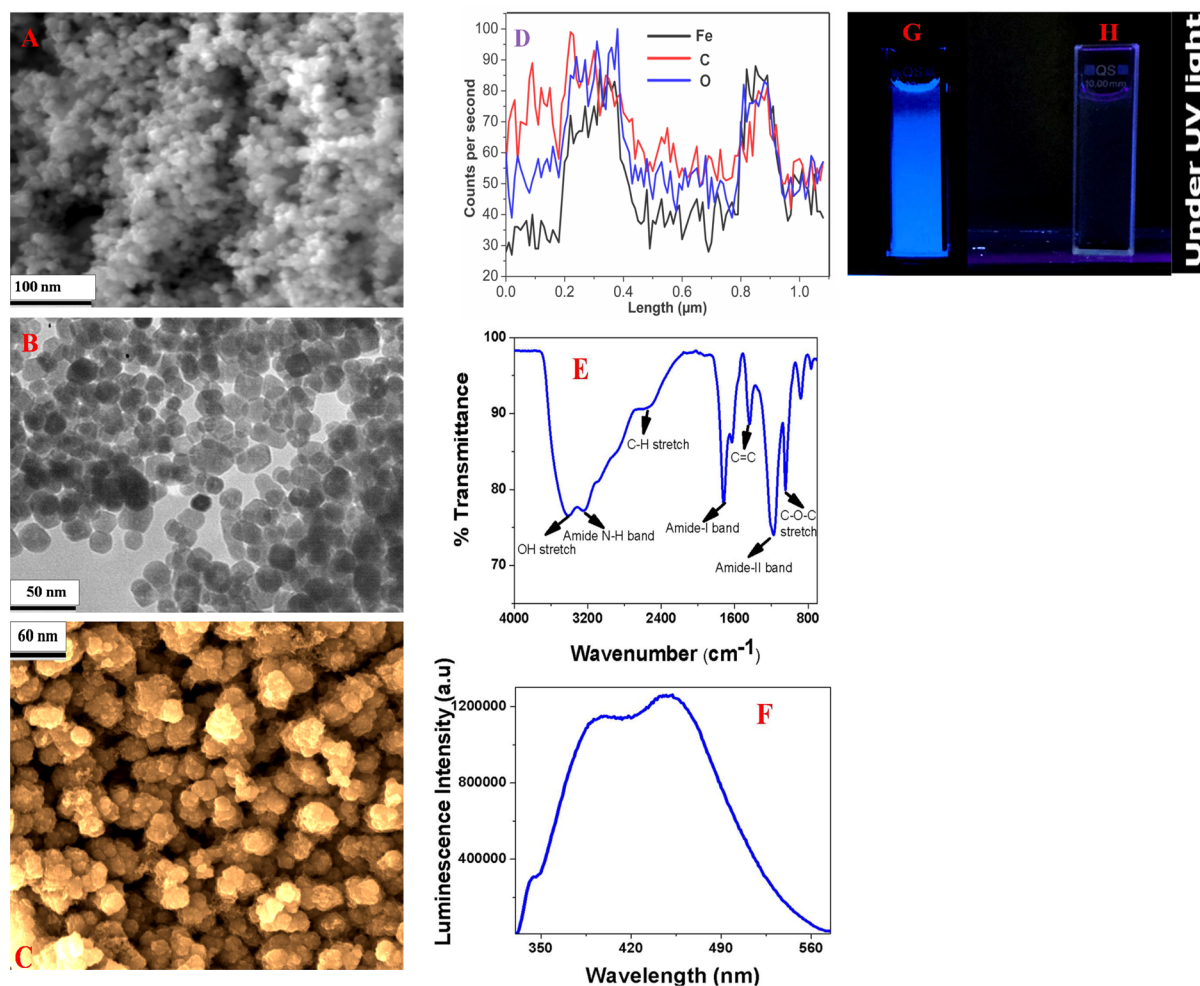 A
100 nm
B
50 nm
60 nm
C
D
Fe
C
O
Counts per second
100
90
80
70
60
50
40
30
20
0.0 0.2 0.4 0.6 0.8 1.0
Length (µm)
E
% Transmittance
100
90
80
70
C-H stretch
C=C
OH stretch
Amide N-H band
Amide-I band
Amide-II band
C-O-C
stretch
4000 3200 2400 1600 800
Wavenumber (cm-1)
F
Luminescence Intensity (a.u)
1200000
800000
400000
350 420 490 560
Wavelength (nm)
G
QS
H
QS
10.00 mm
Under UV light